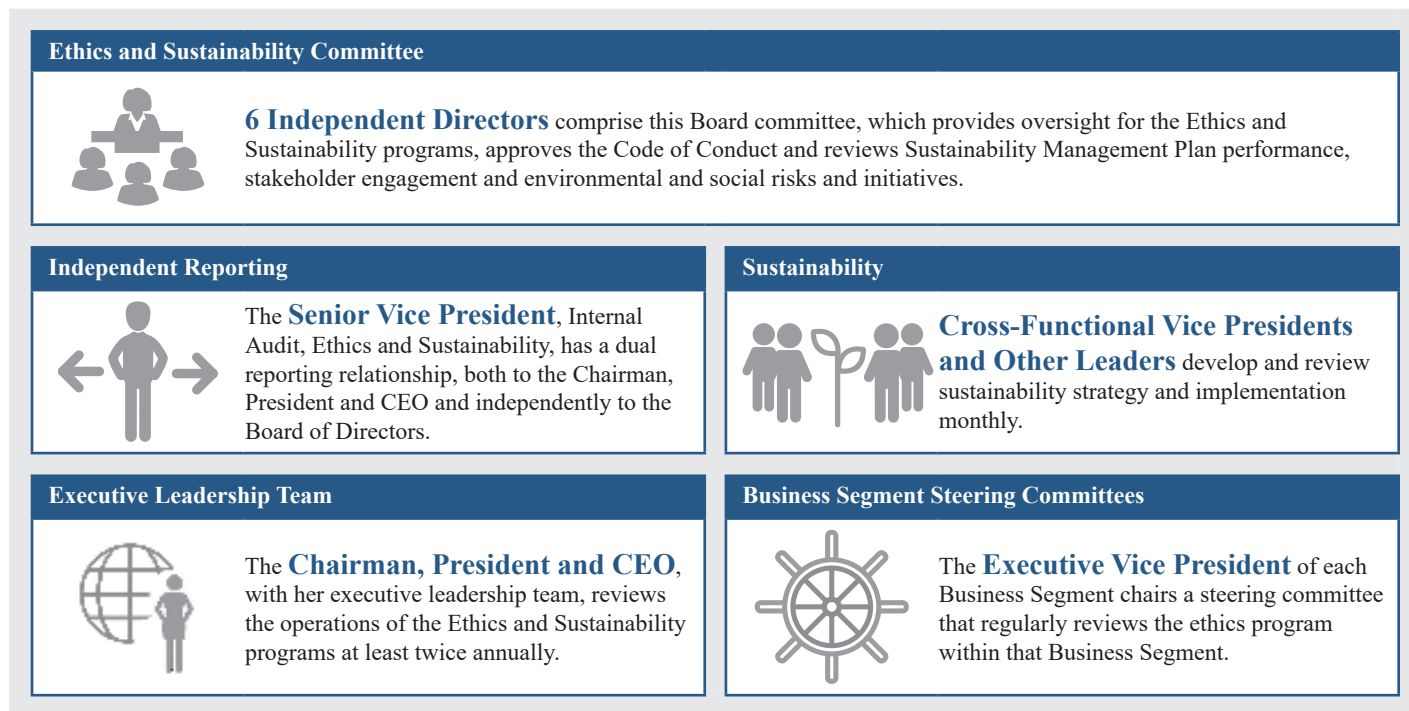 Ethics and Sustainability Committee
6 Independent Directors comprise this Board committee, which provides oversight for the Ethics and
Sustainability programs, approves the Code of Conduct and reviews Sustainability Management Plan performance,
stakeholder engagement and environmental and social risks and initiatives.
Independent Reporting
The Senior Vice President, Internal
Audit, Ethics and Sustainability, has a dual
reporting relationship, both to the Chairman,
President and CEO and independently to the
Board of Directors.
Sustainability
Cross-Functional Vice Presidents
and Other Leaders develop and review
sustainability strategy and implementation
monthly.
Executive Leadership Team
The Chairman, President and CEO,
with her executive leadership team, reviews
the operations of the Ethics and Sustainability
programs at least twice annually.
Business Segment Steering Committees
The Executive Vice President of each
Business Segment chairs a steering committee
that regularly reviews the ethics program
within that Business Segment.